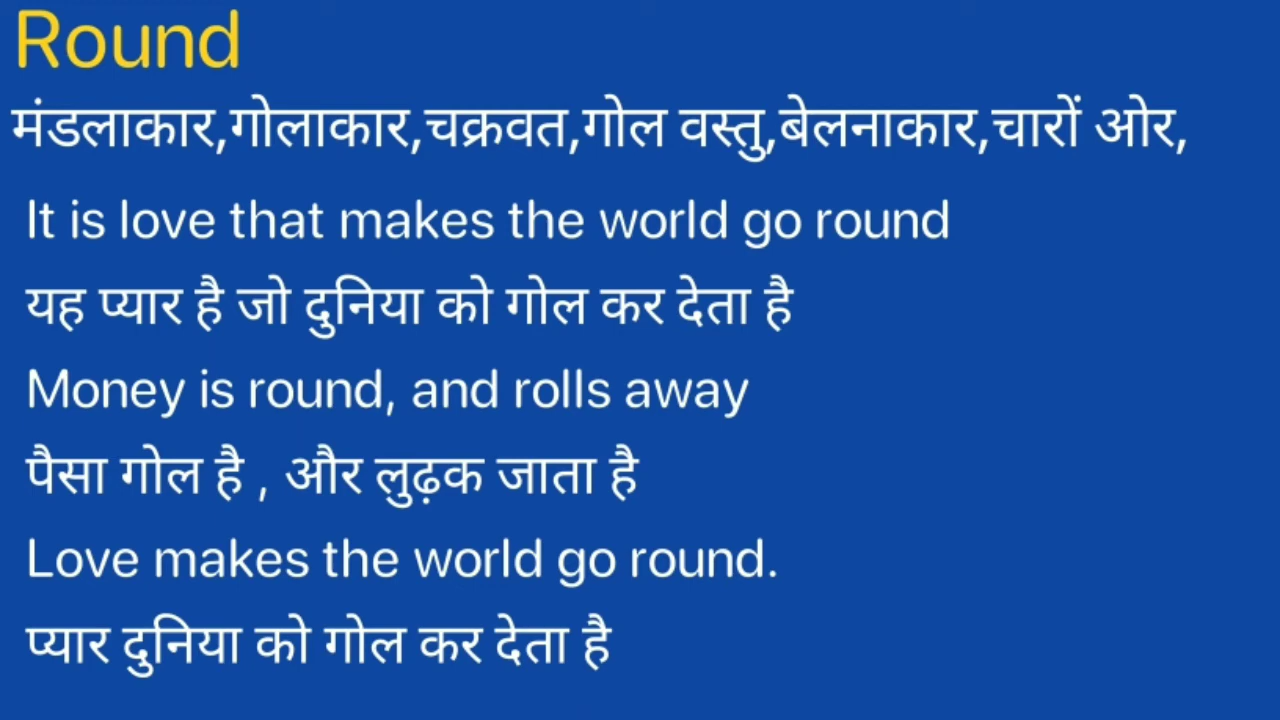 Round
मंडलाकार,गोलाकार,चक्रवत,गोल वस्तु,बेलनाकार,चारों ओर,
It is love that makes the world go round
यह प्यार है जो दुनिया को गोल कर देता है
Money is round, and rolls away
पैसा गोल है , और लुढ़क जाता है
Love makes the world go round.
प्यार दुनिया को गोल कर देता है